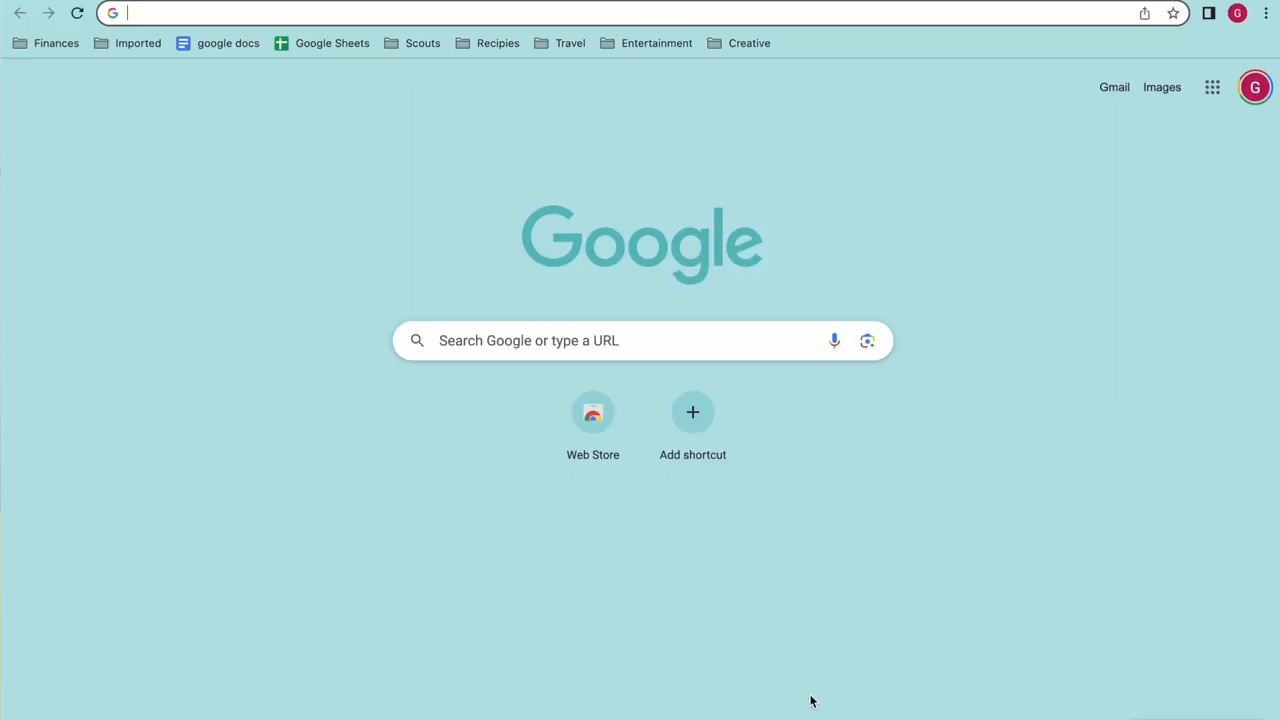 G
Finances Imported google docs Google Sheets Scouts Recipies Travel Entertainment Creative
Gmail Images G
Google
Search Google or type a URL
Web Store Add shortcut